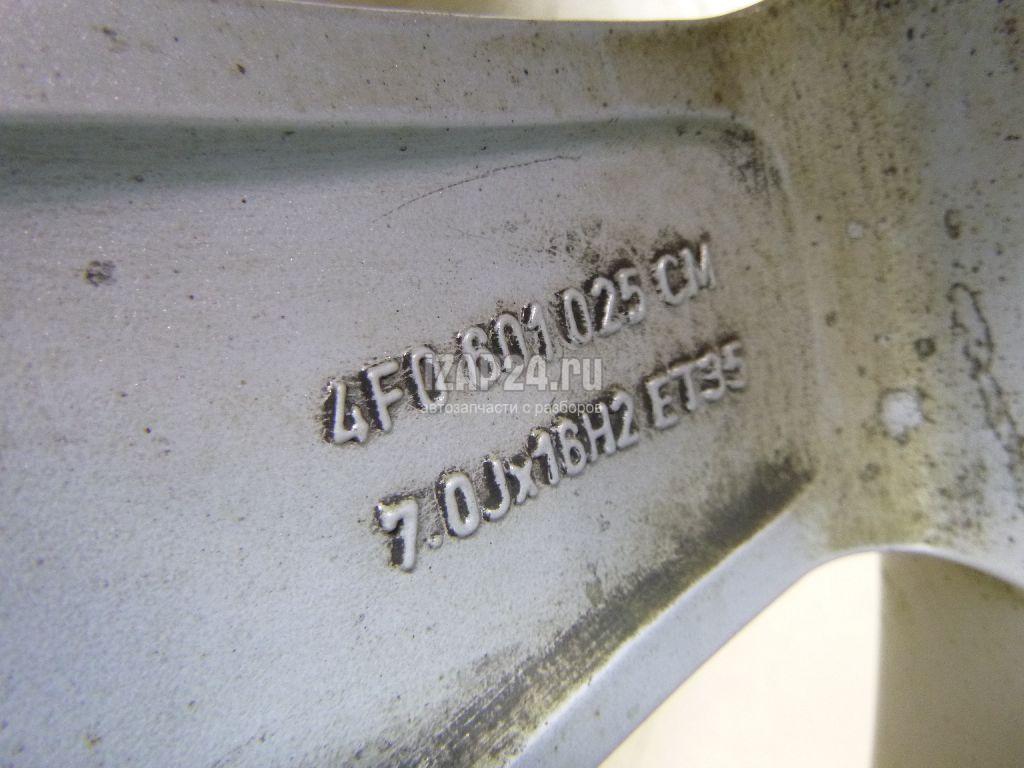 4F0 601 025 CM
ZAP24.ru
автозапчасти с разборов
7.0Jx16H2 ET35